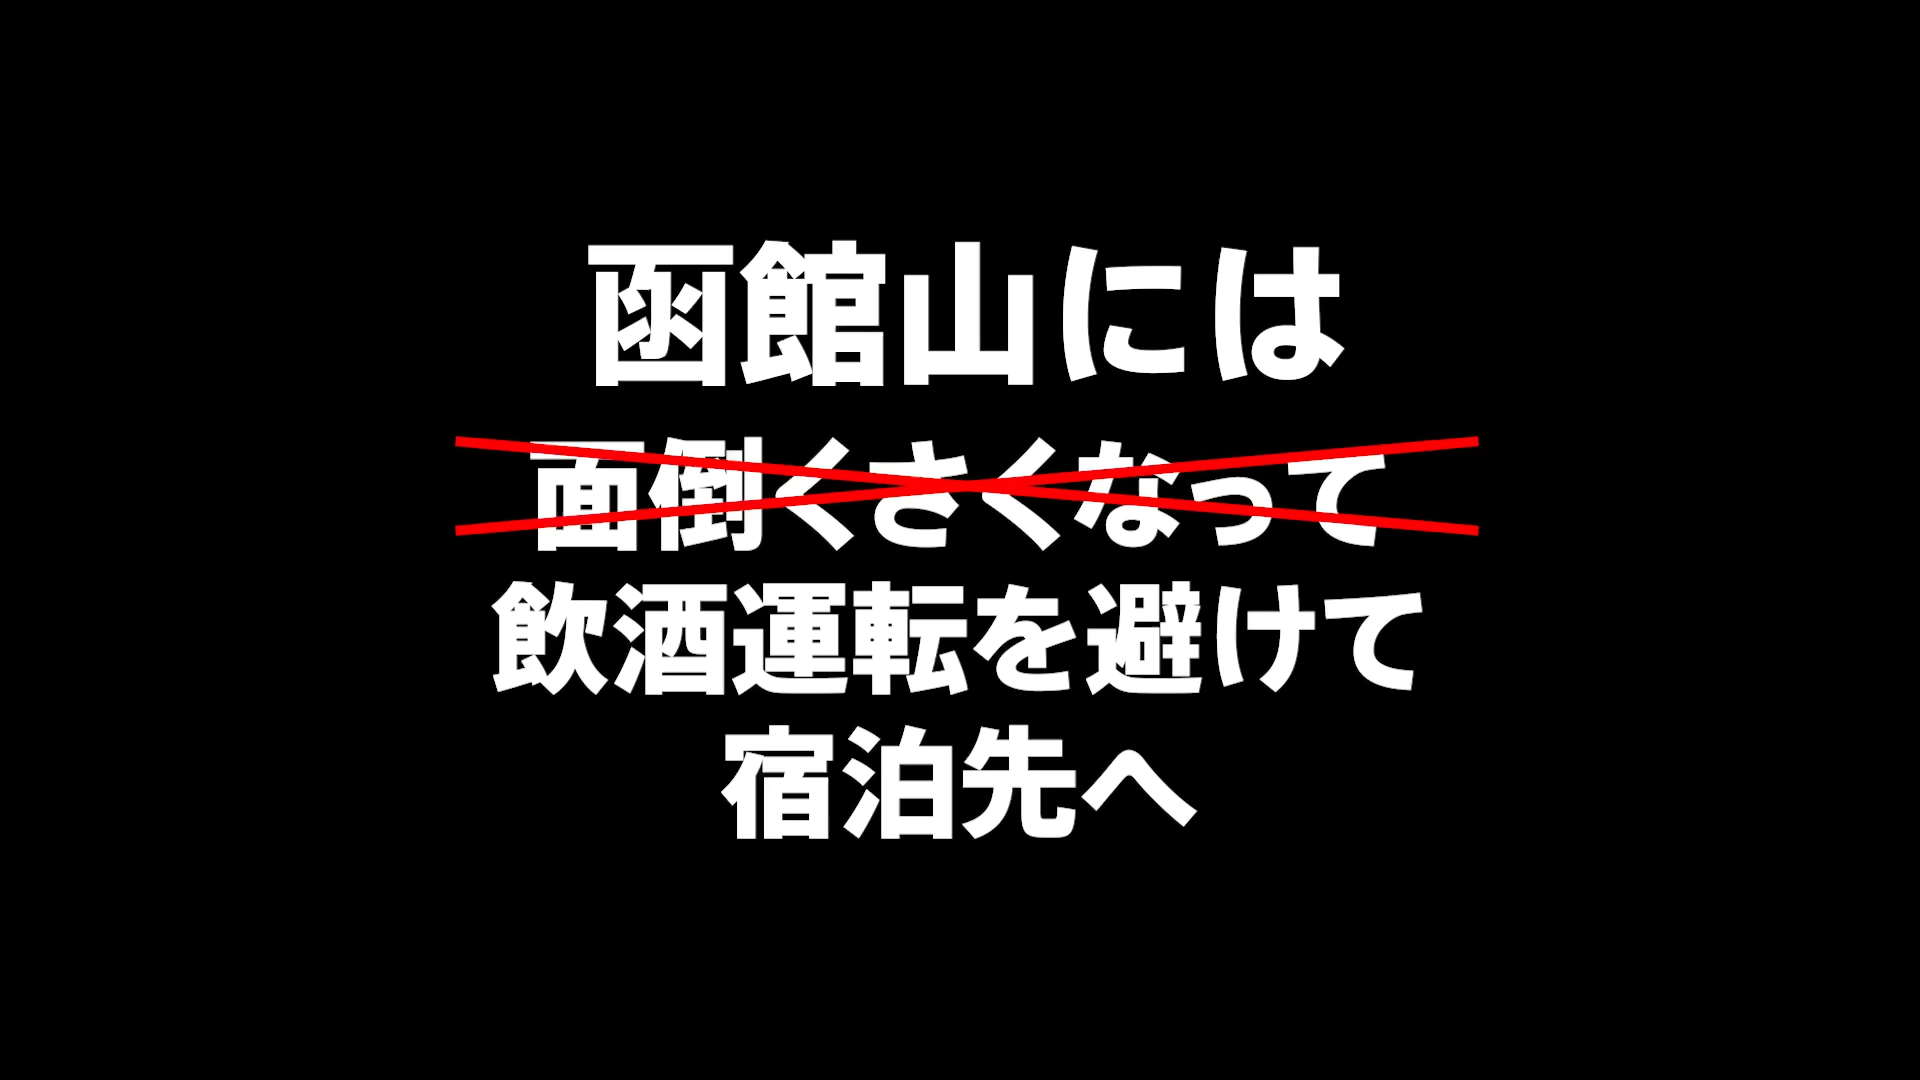 函館山には
面倒くさくなって
飲酒運転を避けて
宿泊先へ